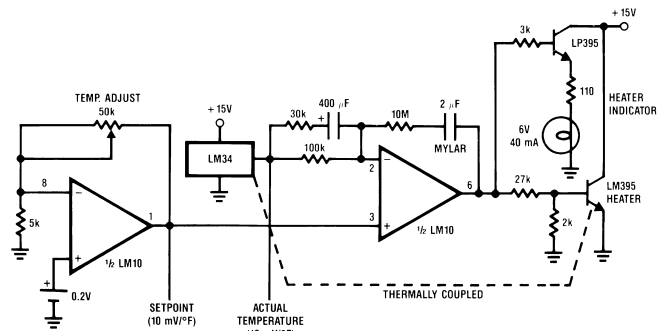 + 15V
3k
LP395
110
HEATER
INDICATOR
6V
40 mA
TEMP. ADJUST
50k
+ 15V
LM34
30k
400 μF
+
100k
10M
2 μF
MYLAR
8
−
5k
+
1
½ LM10
+
0.2V
2
−
3
+
6
½ LM10
27k
2k
LM395
HEATER
THERMALLY COUPLED
SETPOINT
(10 mV/°F)
ACTUAL
TEMPERATURE